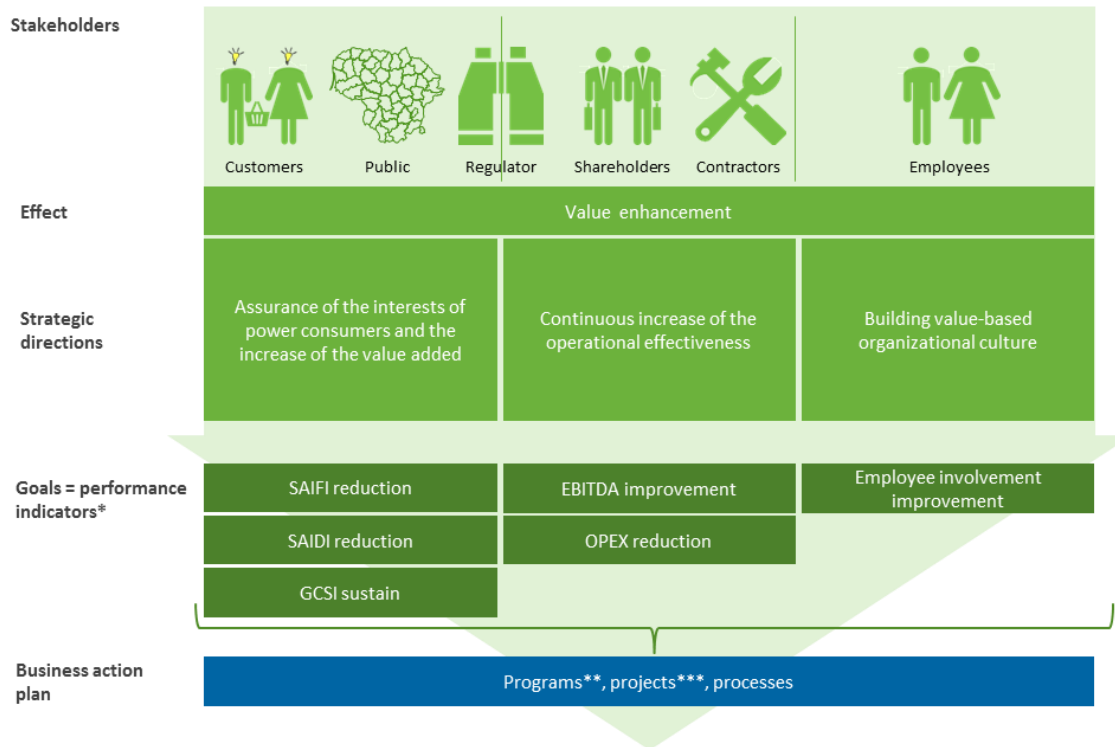 Stakeholders
Customers
Public
Regulator
Shareholders
Contractors
Employees
Effect
Value enhancement
Strategic
directions
Assurance of the interests of
power consumers and the
increase of the value added
Continuous increase of the
operational effectiveness
Building value-based
organizational culture
Goals = performance
indicators*
SAIFI reduction
EBITDA improvement
Employee involvement
improvement
SAIDI reduction
OPEX reduction
GCSI sustain
Business action
plan
Programs**, projects***, processes